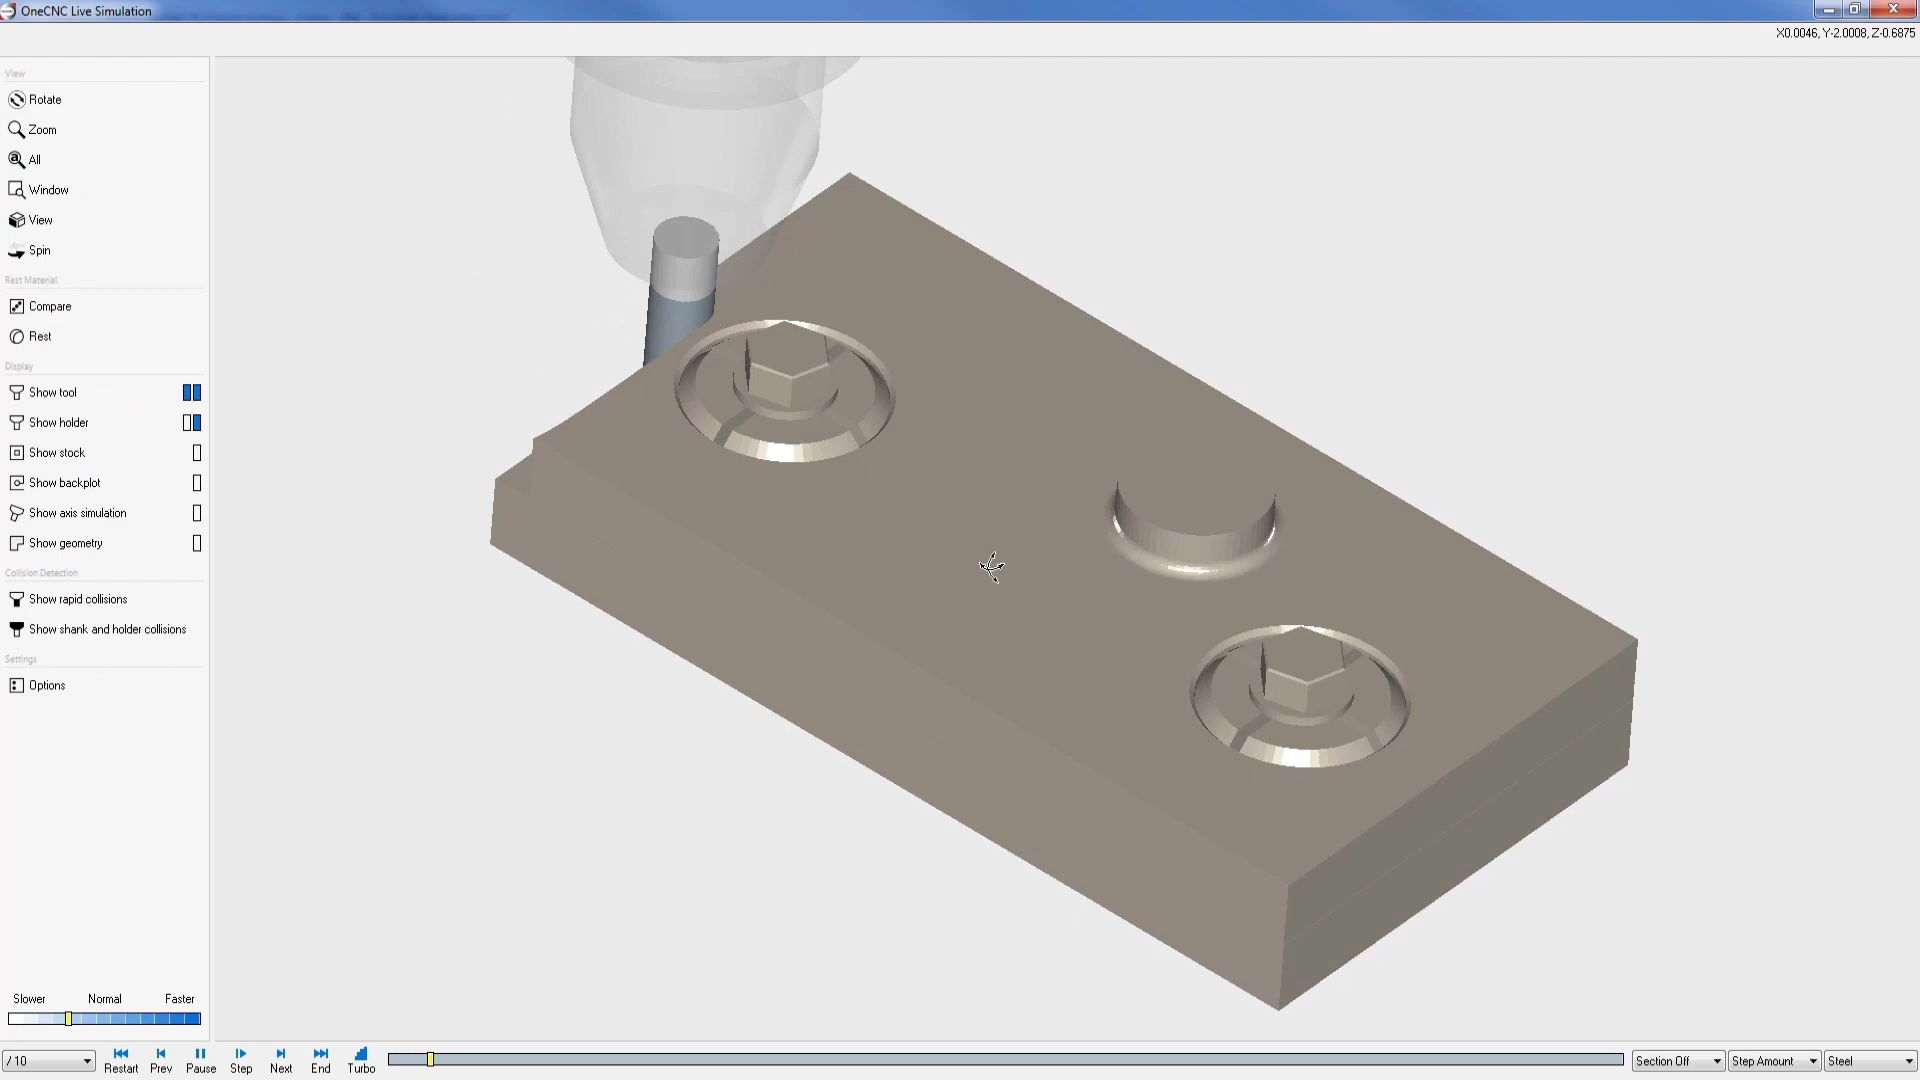 OneCNC Live Simulation
X0.0046, Y-2.0008, Z-0.6875
View
Rotate
Zoom
All
Window
View
Spin
Rest Material
Compare
Rest
Display
Show tool
Show holder
Show stock
Show backplot
Show axis simulation
Show geometry
Collision Detection
Show rapid collisions
Show shank and holder collisions
Settings
Options
Slower Normal Faster
/ 10 Restart Prev Pause Step Next End Turbo Section Off Step Amount Steel